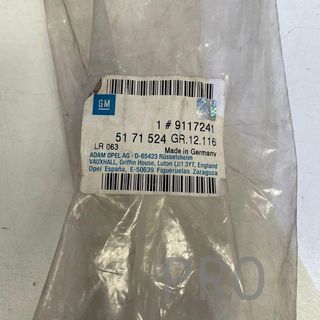 GM
1 # 9117241
51 71 524 GR.12.116
LR 063
Made in Germany
ADAM OPEL AG - D-65423 Rüsselsheim
VAUXHALL, Griffin House, Luton LU1 3YT, England
Opel España, E-50639 Figueruelas Zaragoza
PRO